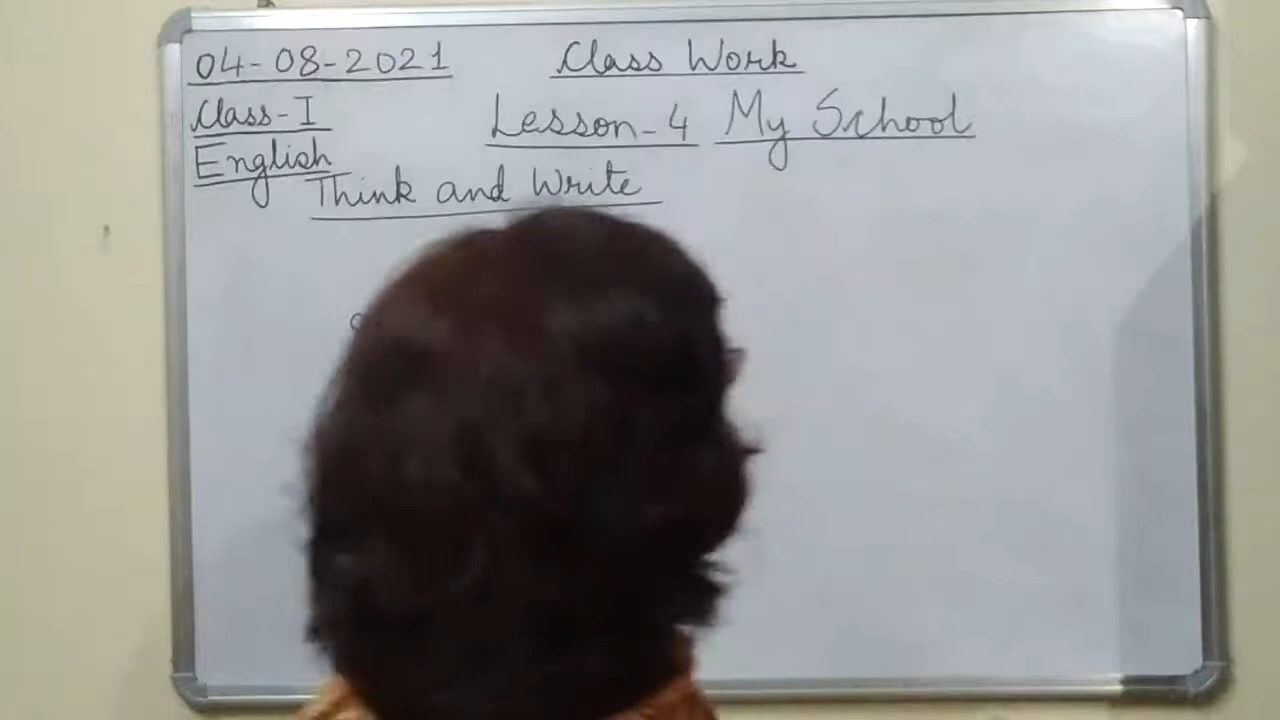 04-08-2021 Class Work
Class-I Lesson-4 My School
English
Think and Write